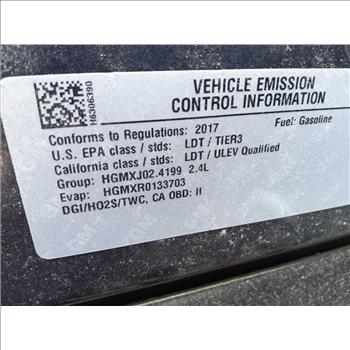 H6306390
VEHICLE EMISSION
CONTROL INFORMATION
Conforms to Regulations: 2017 Fuel: Gasoline
U.S. EPA class / stds: LDT / TIER3
California class / stds: LDT / ULEV Qualified
Group: HGMXJ02.4199 2.4L
Evap: HGMXR0133703
DGI/HO2S/TWC, CA OBD: II